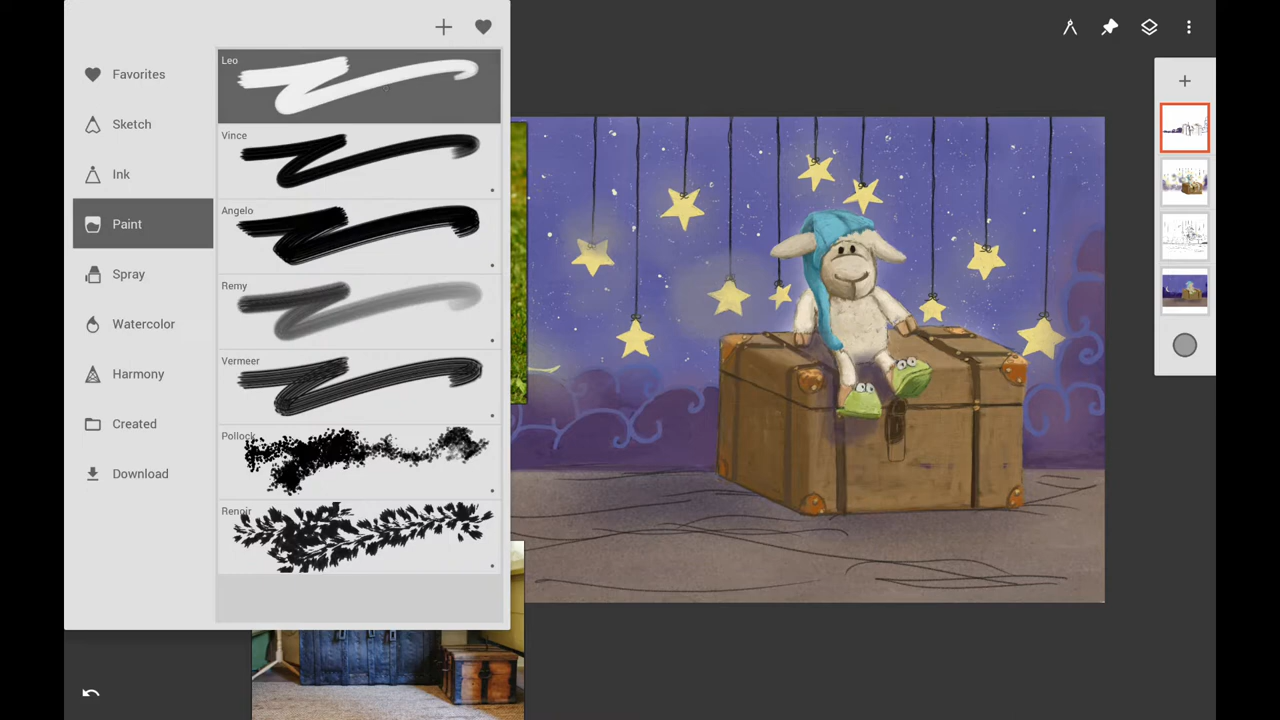 Favorites
Sketch
Ink
Paint
Spray
Watercolor
Harmony
Created
Download
Leo
Vince
Angelo
Remy
Vermeer
Pollock
Renoir